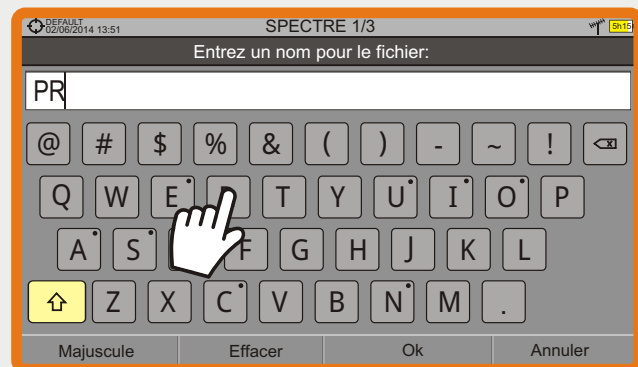 DEFAULT
02/06/2014 13:51 SPECTRE 1/3 5h15
Entrez un nom pour le fichier:
PR
@ # $ % & ( ) - ~ ! x
Q W E T Y U I O P
A S F G H J K L
Z X C V B N M .
Majuscule Effacer Ok Annuler